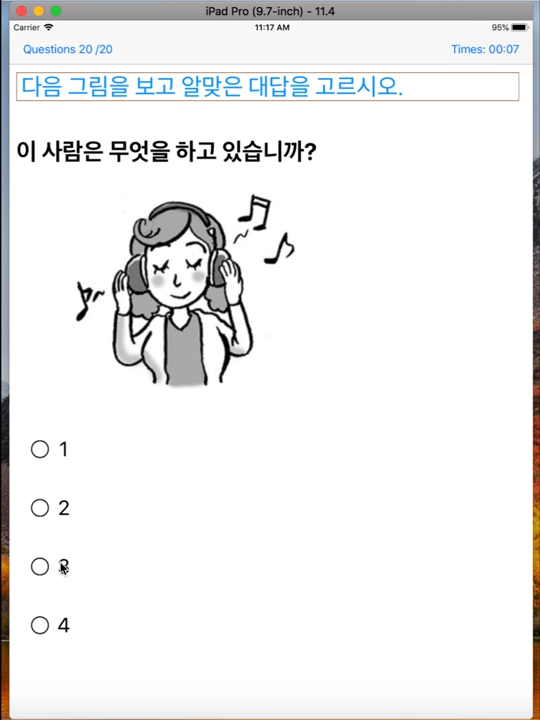 iPad Pro (9.7-inch) - 11.4
Carrier 11:17 AM 95%
Questions 20 /20 Times: 00:07
다음 그림을 보고 알맞은 대답을 고르시오.
이 사람은 무엇을 하고 있습니까?
1
2
3
4